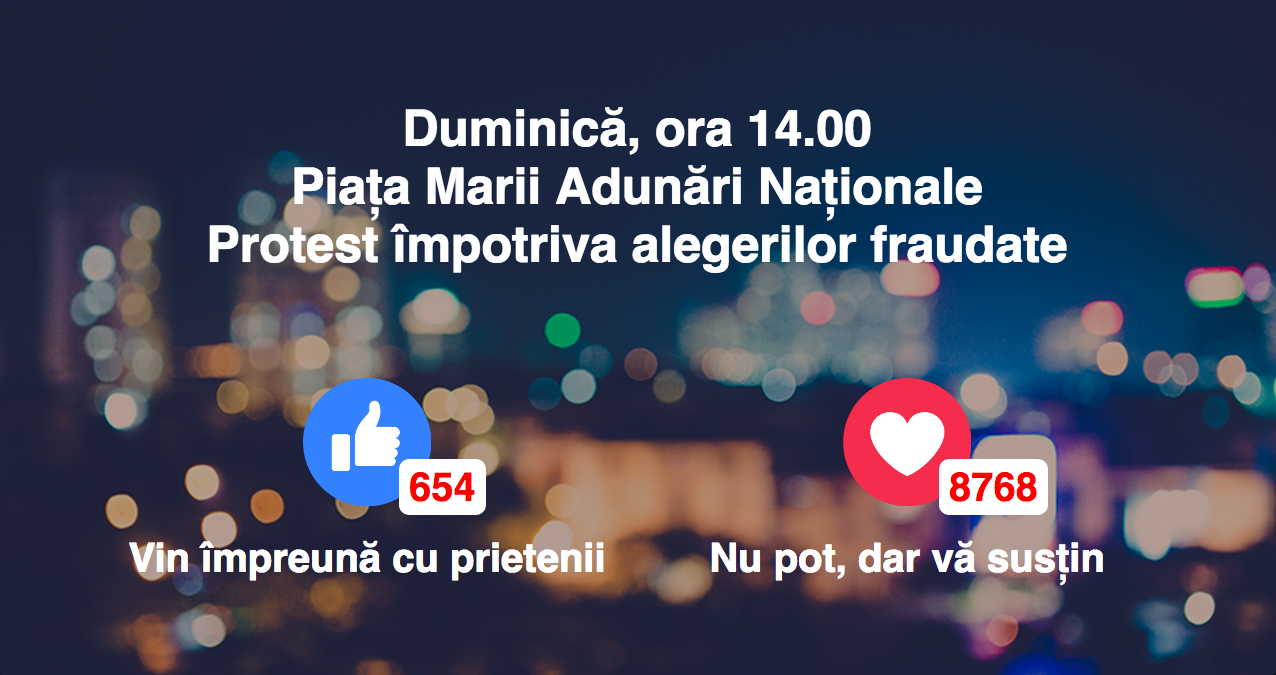 Duminică, ora 14.00
Piața Marii Adunări Naționale
Protest împotriva alegerilor fraudate
654
8768
Vin împreună cu prietenii
Nu pot, dar vă susțin